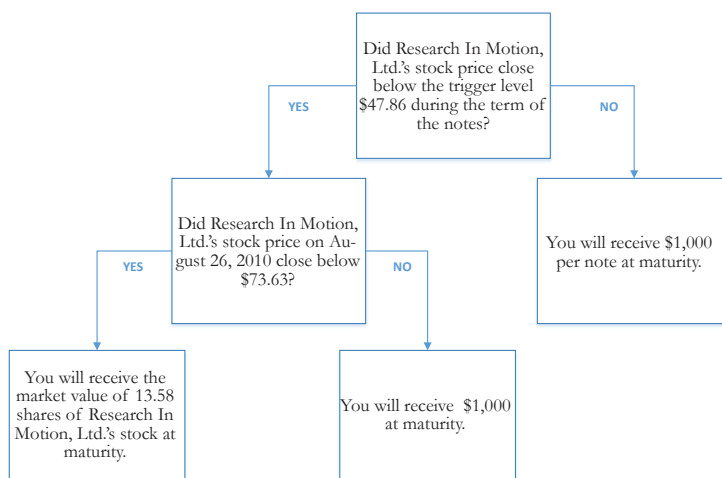 Did Research In Motion,
Ltd.'s stock price close
below the trigger level
$47.86 during the term of
the notes?
YES
NO
Did Research In Motion,
Ltd.'s stock price on Au-
gust 26, 2010 close below
$73.63?
You will receive $1,000
per note at maturity.
YES
NO
You will receive the
market value of 13.58
shares of Research In
Motion, Ltd.'s stock at
maturity.
You will receive $1,000
at maturity.